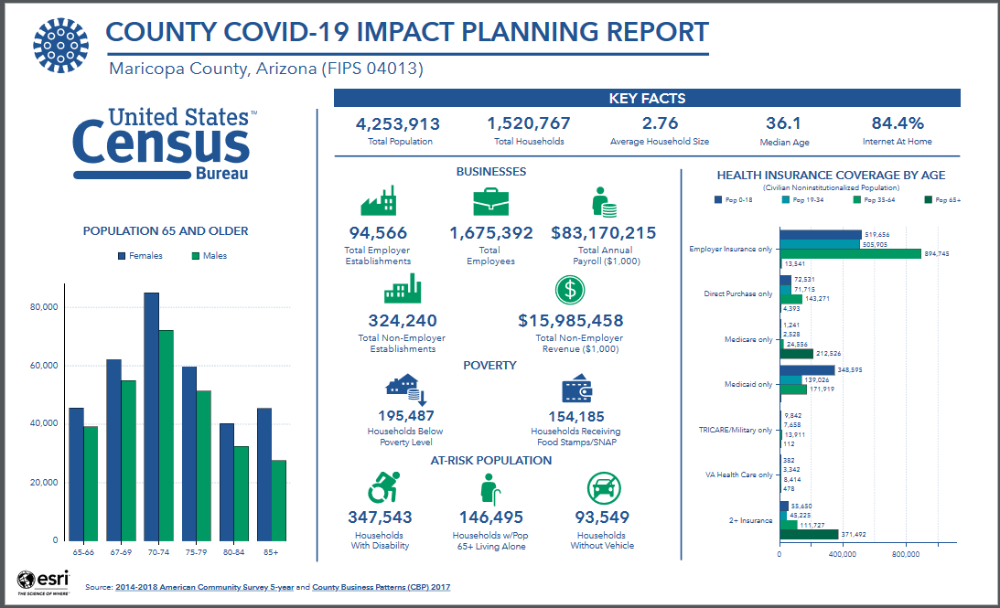 COUNTY COVID-19 IMPACT PLANNING REPORT
Maricopa County, Arizona (FIPS 04013)
United States™
Census
Bureau
POPULATION 65 AND OLDER
Females
Males
80,000
60,000
40,000
20,000
0
65-66 67-69 70-74 75-79 80-84 85+
KEY FACTS
4,253,913 1,520,767 2.76 36.1 84.4%
Total Population Total Households Average Household Size Median Age Internet At Home
BUSINESSES
94,566 1,675,392 $83,170,215
Total Employer Total Total Annual
Establishments Employees Payroll ($1,000)
324,240 $15,985,458
Total Non-Employer Total Non-Employer
Establishments Revenue ($1,000)
POVERTY
195,487 154,185
Households Below Households Receiving
Poverty Level Food Stamps/SNAP
AT-RISK POPULATION
347,543 146,495 93,549
Households Households w/Pop Households
With Disability 65+ Living Alone Without Vehicle
HEALTH INSURANCE COVERAGE BY AGE
(Civilian Noninstitutionalized Population)
Pop 0-18 Pop 19-34 Pop 35-64 Pop 65+
Employer Insurance only
519,656
505,905
894,745
13,541
Direct Purchase only
72,531
71,715
143,271
4,393
Medicare only
1,241
2,528
24,556
212,526
Medicaid only
348,595
139,026
171,919
TRICARE/Military only
9,842
7,658
13,911
112
VA Health Care only
382
3,342
8,414
478
2+ Insurance
55,650
45,225
111,727
371,492
0 400,000 800,000
esri
THE SCIENCE OF WHERE™
Source: 2014-2018 American Community Survey 5-year and County Business Patterns (CBP) 2017